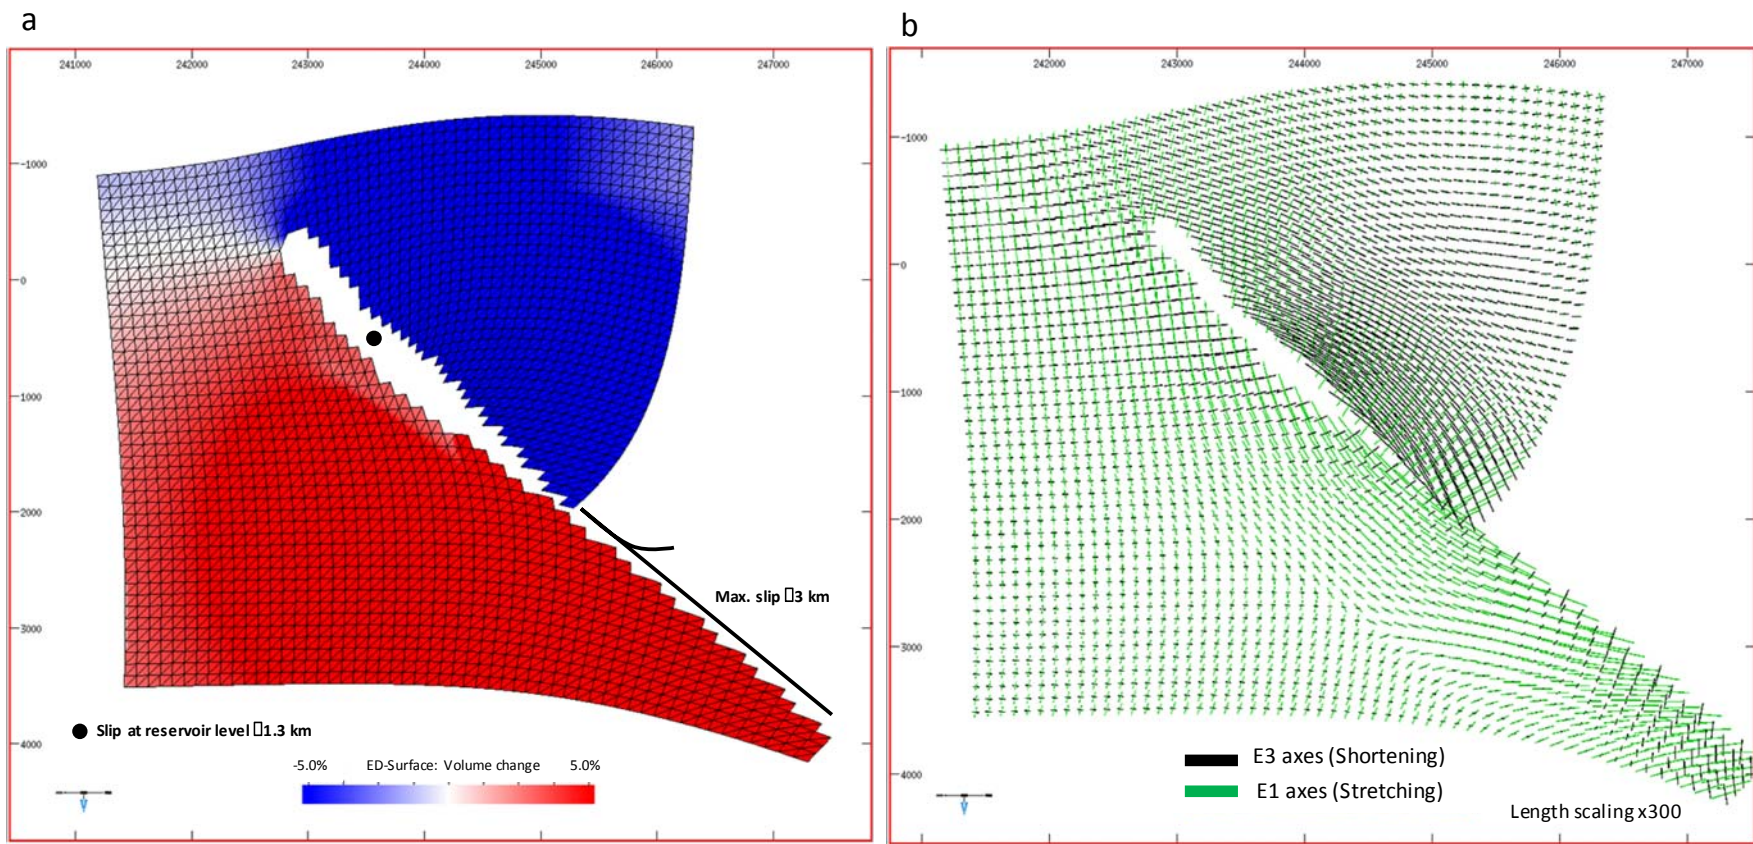 a
241000 242000 243000 244000 245000 246000 247000
-1000
0
1000
2000
3000
4000
Max. slip □3 km
Slip at reservoir level □1.3 km
-5.0% ED-Surface: Volume change 5.0%
b
242000 243000 244000 245000 246000 247000
-1000
0
1000
2000
3000
4000
E3 axes (Shortening)
E1 axes (Stretching)
Length scaling x300